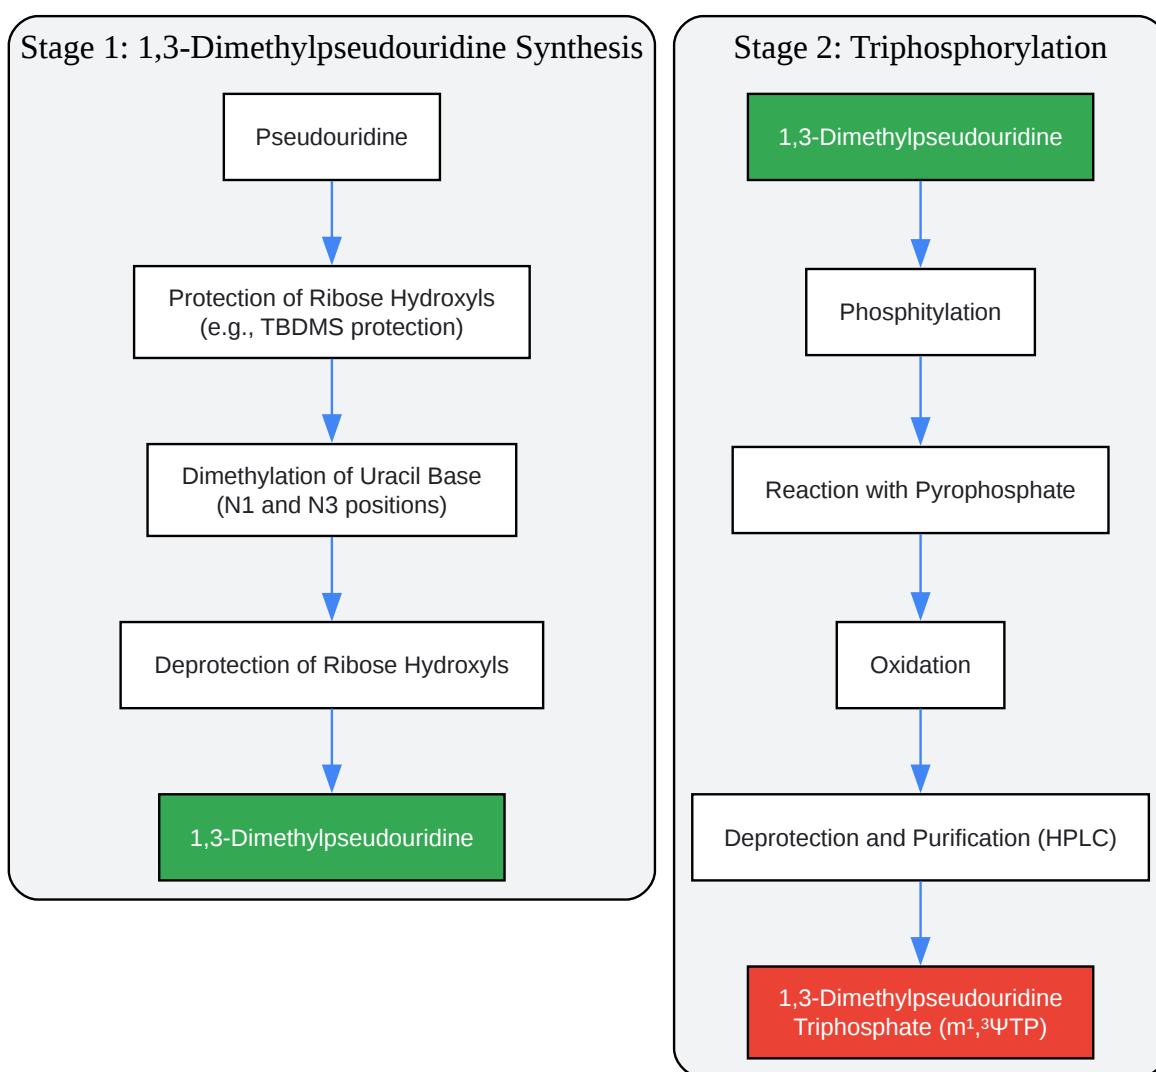 Stage 1: 1,3-Dimethylpseudouridine Synthesis
Pseudouridine
Protection of Ribose Hydroxyls
(e.g., TBDMS protection)
Dimethylation of Uracil Base
(N1 and N3 positions)
Deprotection of Ribose Hydroxyls
1,3-Dimethylpseudouridine
Stage 2: Triphosphorylation
1,3-Dimethylpseudouridine
Phosphitylation
Reaction with Pyrophosphate
Oxidation
Deprotection and Purification (HPLC)
1,3-Dimethylpseudouridine
Triphosphate (m¹,³ΨTP)